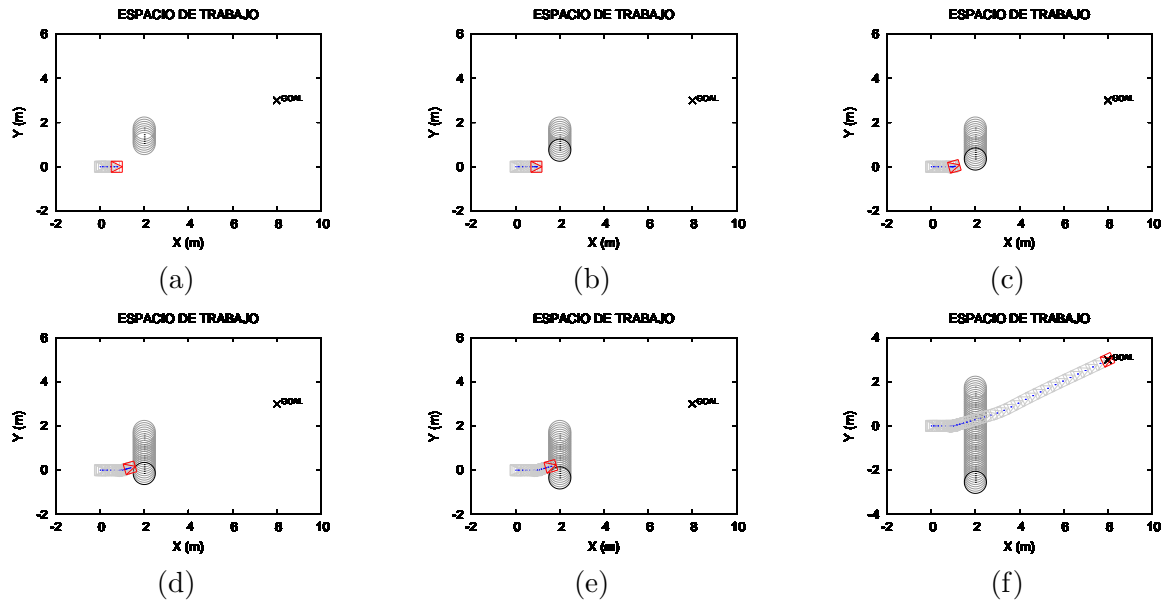 ESPACIO DE TRABAJO
6
4
2
0
-2
Y (m)
GOAL
-2 0 2 4 6 8 10
X (m)
(a)
ESPACIO DE TRABAJO
6
4
2
0
-2
Y (m)
GOAL
-2 0 2 4 6 8 10
X (m)
(b)
ESPACIO DE TRABAJO
6
4
2
0
-2
Y (m)
GOAL
-2 0 2 4 6 8 10
X (m)
(c)
ESPACIO DE TRABAJO
6
4
2
0
-2
Y (m)
GOAL
-2 0 2 4 6 8 10
X (m)
(d)
ESPACIO DE TRABAJO
6
4
2
0
-2
Y (m)
GOAL
-2 0 2 4 6 8 10
X (m)
(e)
ESPACIO DE TRABAJO
4
2
0
-2
-4
Y (m)
GOAL
-2 0 2 4 6 8 10
X (m)
(f)